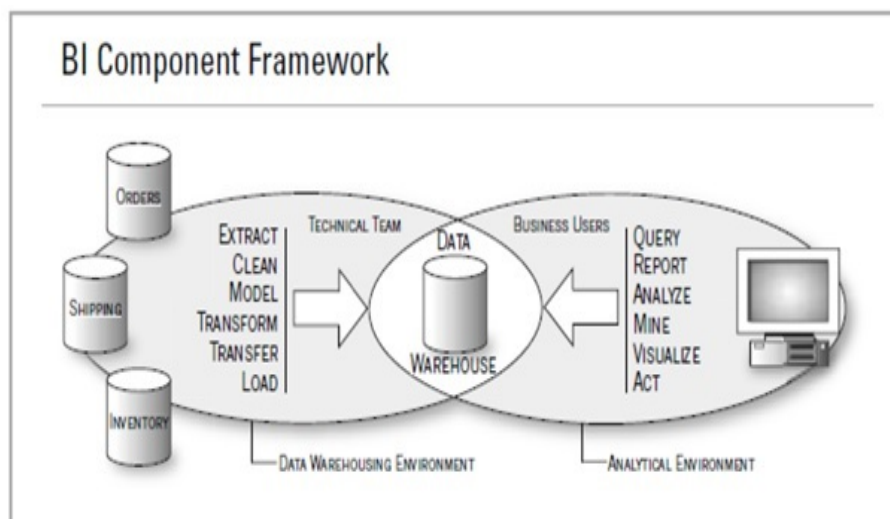 BI Component Framework
ORDERS
SHIPPING
INVENTORY
TECHNICAL TEAM
EXTRACT
CLEAN
MODEL
TRANSFORM
TRANSFER
LOAD
DATA
WAREHOUSE
BUSINESS USERS
QUERY
REPORT
ANALYZE
MINE
VISUALIZE
ACT
DATA WAREHOUSING ENVIRONMENT
ANALYTICAL ENVIRONMENT